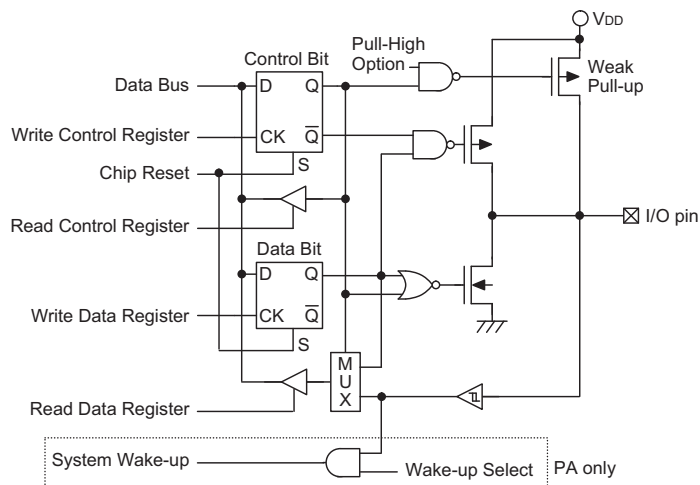 VDD
Control Bit
Pull-High
Option
Weak
Pull-up
Data Bus
D
Q
Write Control Register
CK
Q
S
Chip Reset
Read Control Register
I/O pin
Data Bit
D
Q
Write Data Register
CK
Q
S
M
U
X
Read Data Register
System Wake-up
Wake-up Select
PA only